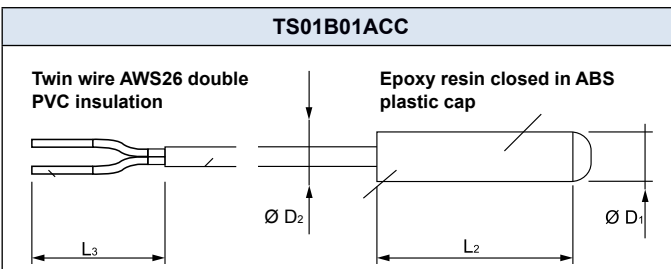 TS01B01ACC
Twin wire AWS26 double
PVC insulation
Epoxy resin closed in ABS
plastic cap
Ø D₂
Ø D₁
L₃
L₂